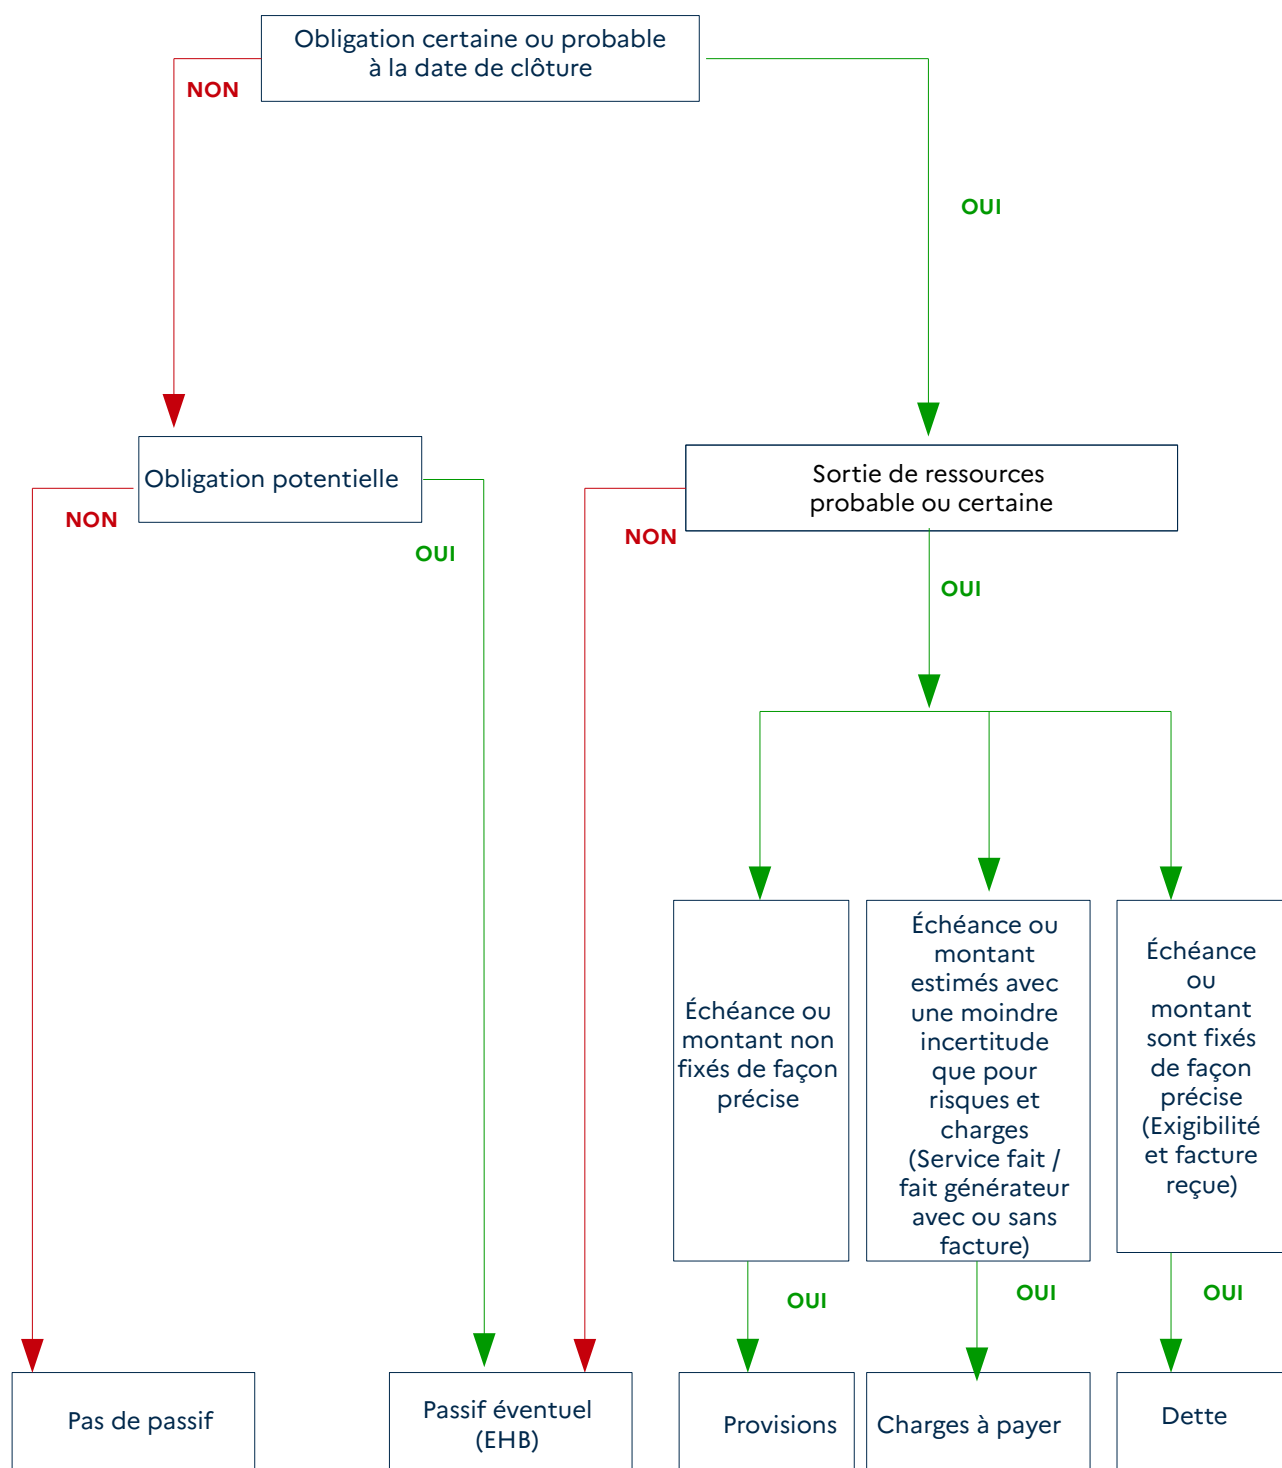 Obligation certaine ou probable
à la date de clôture
NON
OUI
Obligation potentielle
NON
OUI
Sortie de ressources
probable ou certaine
NON
OUI
Échéance ou
montant non
fixés de façon
précise
Échéance ou
montant
estimés avec
une moindre
incertitude
que pour
risques et
charges
(Service fait /
fait générateur
avec ou sans
facture)
Échéance
ou
montant
sont fixés
de façon
précise
(Exigibilité
et facture
reçue)
OUI
OUI
OUI
Pas de passif
Passif éventuel
(EHB)
Provisions
Charges à payer
Dette